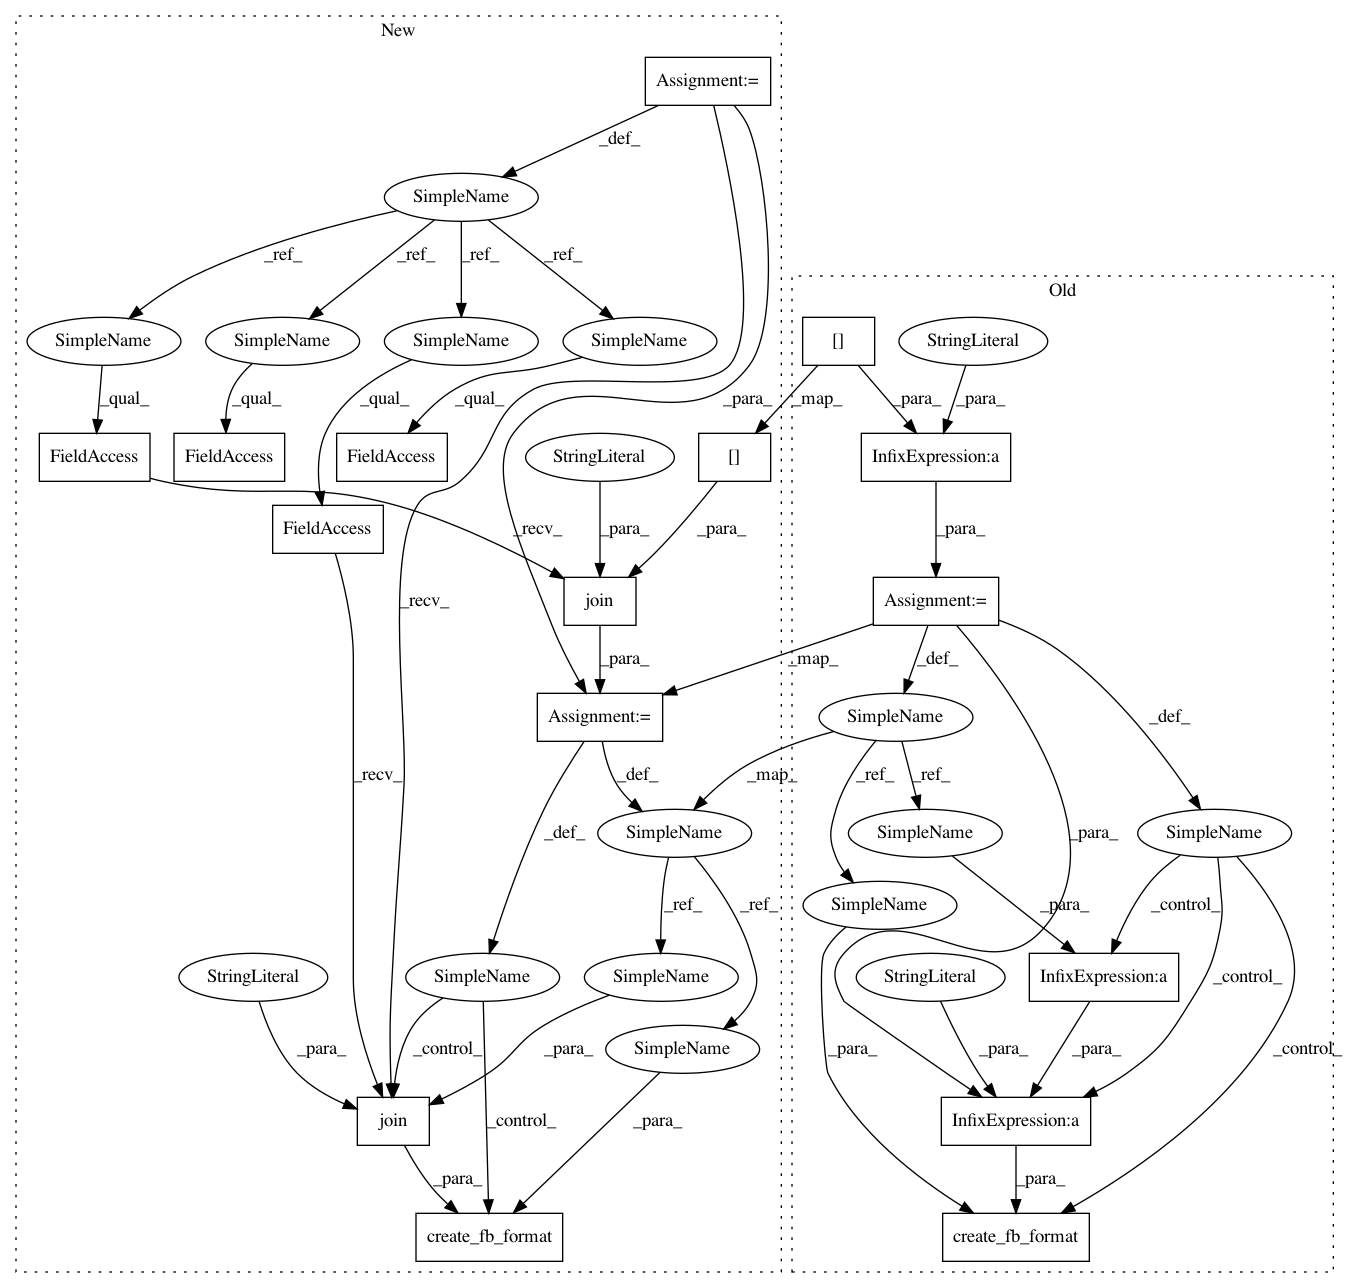 New
Assignment:=
_def_
SimpleName
_ref_ _ref_ _ref_ _ref_
Old
SimpleName SimpleName SimpleName SimpleName [] StringLiteral
_qual_ _qual_ _qual_ _qual_ _para_ _map_ _para_ _para_
FieldAccess FieldAccess FieldAccess StringLiteral [] InfixExpression:a
FieldAccess _recv_ _para_ _para_ _para_
_recv_ join Assignment:=
_para_ _map_ _def_
Assignment:= SimpleName _def_
_recv_ _def_ _map_ _ref_ _ref_
_def_ SimpleName SimpleName _para_ SimpleName
_ref_ _ref_ SimpleName _para_ _control_
StringLiteral SimpleName SimpleName StringLiteral InfixExpression:a _control_
_para_ _control_ _para_ SimpleName _para_ _para_ _para_ _control_
join _control_ _para_ InfixExpression:a
_para_ _para_
create_fb_format create_fb_format